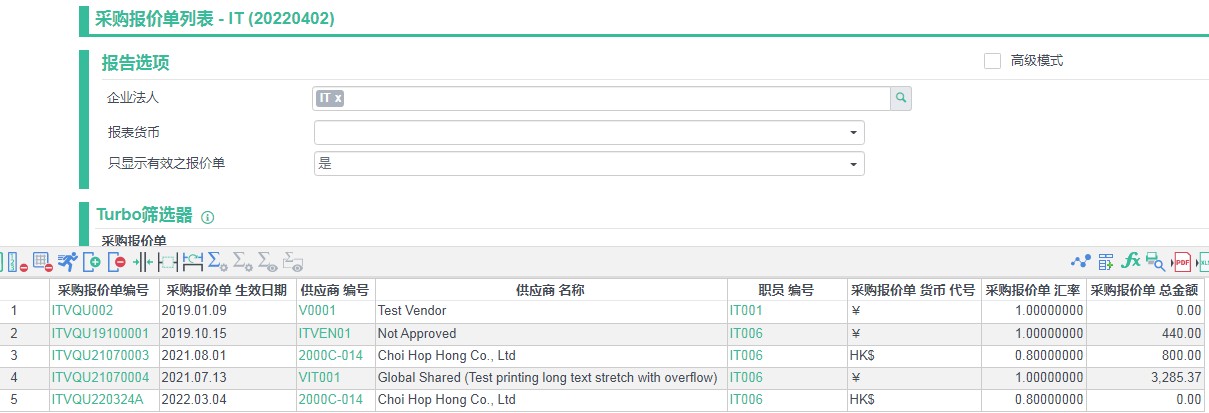 采购报价单列表 - IT (20220402)
报告选项
高级模式
企业法人 IT x
报表货币
只显示有效之报价单 是
Turbo筛选器
采购报价单
采购报价单编号 采购报价单 生效日期 供应商 编号 供应商 名称 职员 编号 采购报价单 货币 代号 采购报价单 汇率 采购报价单 总金额
1 ITVQU002 2019.01.09 V0001 Test Vendor IT001 ¥ 1.00000000 0.00
2 ITVQU19100001 2019.10.15 ITVEN01 Not Approved IT006 ¥ 1.00000000 440.00
3 ITVQU21070003 2021.08.01 2000C-014 Choi Hop Hong Co., Ltd IT006 HK$ 0.80000000 800.00
4 ITVQU21070004 2021.07.13 VIT001 Global Shared (Test printing long text stretch with overflow) IT006 ¥ 1.00000000 3,285.37
5 ITVQU220324A 2022.03.04 2000C-014 Choi Hop Hong Co., Ltd IT006 HK$ 0.80000000 0.00